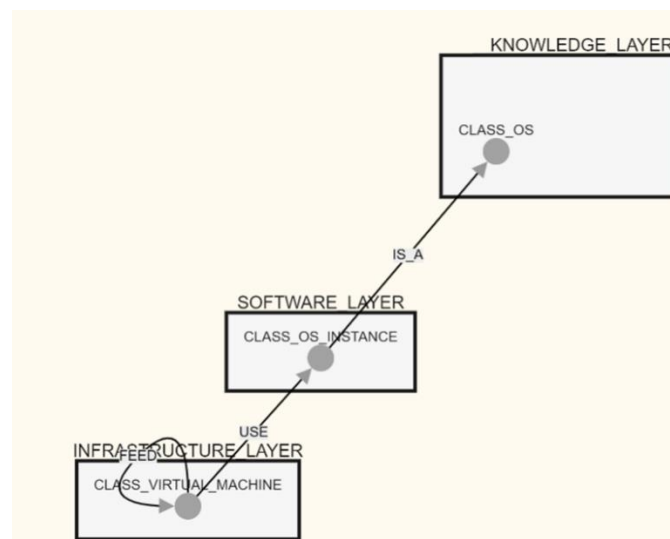 KNOWLEDGE_LAYER
CLASS_OS
IS_A
SOFTWARE_LAYER
CLASS_OS_INSTANCE
USE
INFRASTRUCTURE_LAYER
FEED
CLASS_VIRTUAL_MACHINE